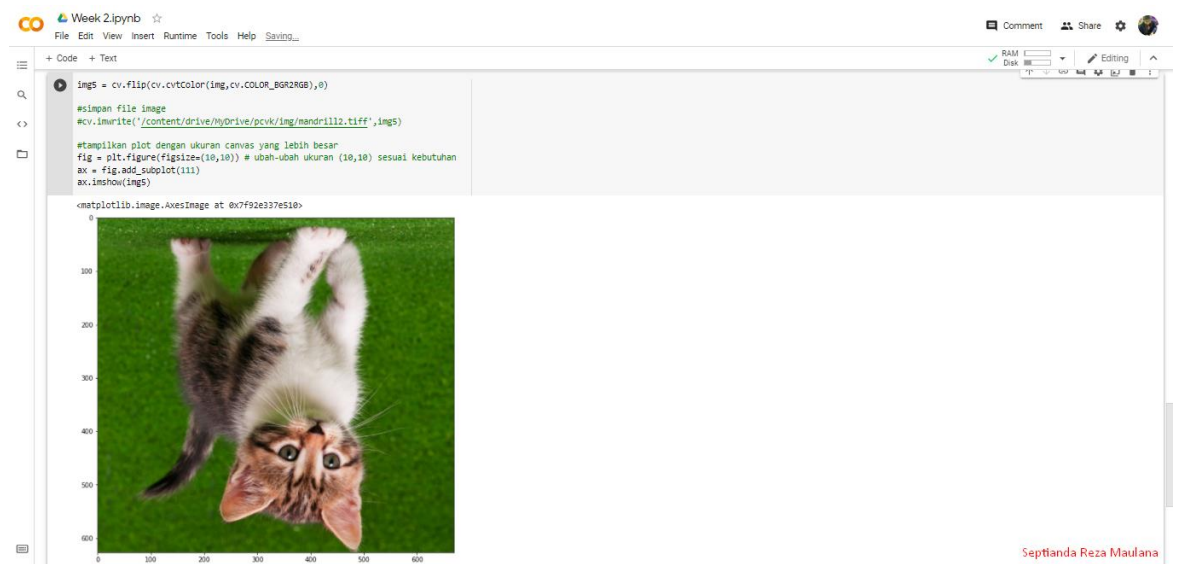 Week 2.ipynb
File Edit View Insert Runtime Tools Help Saving...
Comment Share
+ Code + Text
RAM
Disk
Editing
img5 = cv.flip(cv.cvtColor(img,cv.COLOR_BGR2RGB),0)
#simpan file image
#cv.imwrite('/content/drive/MyDrive/pcvk/img/mandrill2.tiff',img5)
#tampilkan plot dengan ukuran canvas yang lebih besar
fig = plt.figure(figsize=(10,10)) # ubah-ubah ukuran (10,10) sesuai kebutuhan
ax = fig.add_subplot(111)
ax.imshow(img5)
<matplotlib.image.AxesImage at 0x7f92e337e510>
0
100
200
300
400
500
600
0 100 200 300 400 500 600
Septianda Reza Maulana